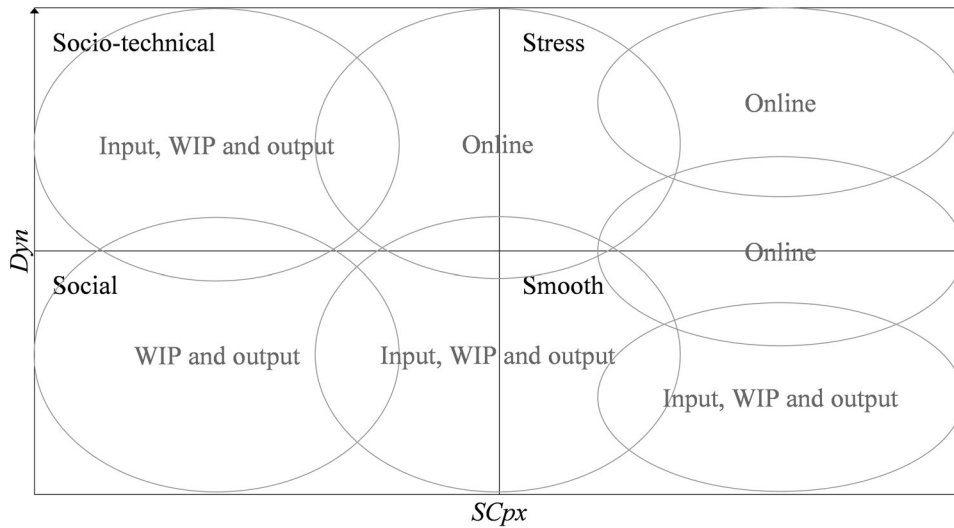 Socio-technical
Stress
Online
Input, WIP and output
Online
Dyn
Online
Social
Smooth
WIP and output
Input, WIP and output
Input, WIP and output
SCpx